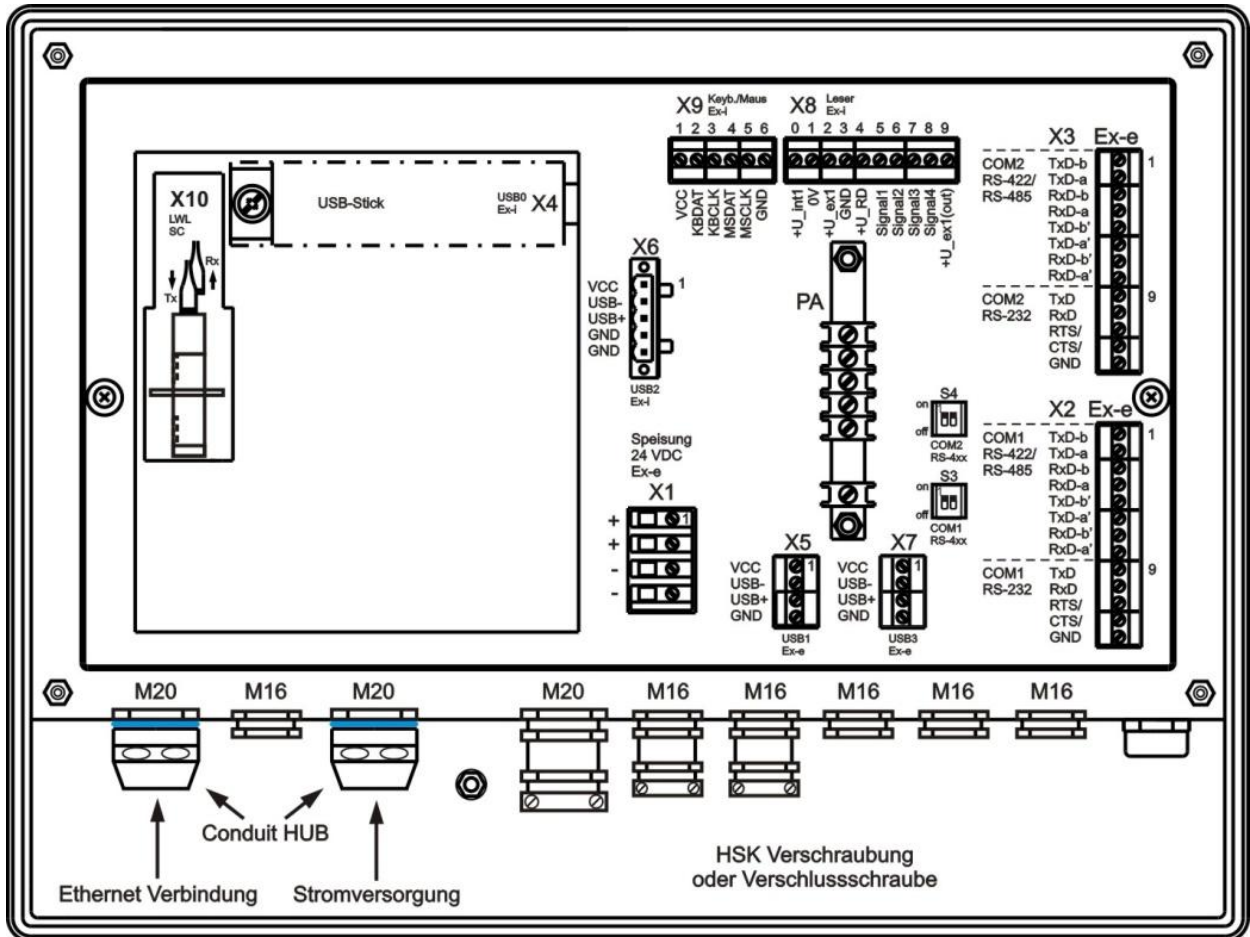 X9 Keyb./Maus
Ex-i
1 2 3 4 5 6
VCC
KBDAT
KBCLK
MSDAT
MSCLK
GND
X8 Leser
Ex-i
0 1 2 3 4 5 6 7 8 9
+U_int1
0V
+U_ex1
GND
+U_RD
Signal1
Signal2
Signal3
Signal4
+U_ex1(out)
X3 Ex-e
COM2
RS-422/
RS-485
TxD-b 1
TxD-a
RxD-b
RxD-a
TxD-b'
TxD-a'
RxD-b'
RxD-a'
COM2
RS-232
TxD 9
RxD
RTS/
CTS/
GND
X10
LWL
SC
Rx
Tx
USB-Stick
USB0
Ex-i
X4
X6
VCC 1
USB-
USB+
GND
GND
USB2
Ex-i
PA
S4
on
off
COM2
RS-4xx
S3
on
off
COM1
RS-4xx
X2 Ex-e
COM1
RS-422/
RS-485
TxD-b 1
TxD-a
RxD-b
RxD-a
TxD-b'
TxD-a'
RxD-b'
RxD-a'
COM1
RS-232
TxD 9
RxD
RTS/
CTS/
GND
Speisung
24 VDC
Ex-e
X1
+ 1
+
-
-
X5
VCC 1
USB-
USB+
GND
USB1
Ex-e
X7
VCC 1
USB-
USB+
GND
USB3
Ex-e
M20 M16 M20 M20 M16 M16 M16 M16 M16
Conduit HUB
Ethernet Verbindung
Stromversorgung
HSK Verschraubung
oder Verschlussschraube